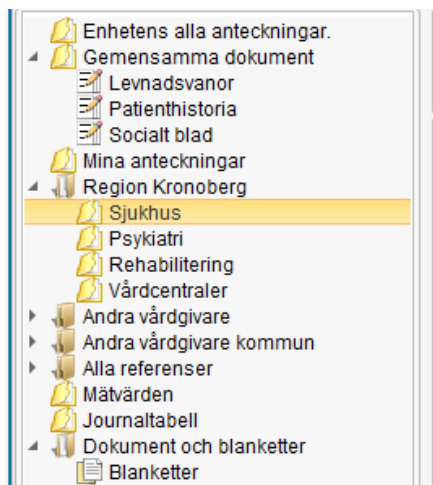 Enhetens alla anteckningar.
Gemensamma dokument
Levnadsvanor
Patienthistoria
Socialt blad
Mina anteckningar
Region Kronoberg
Sjukhus
Psykiatri
Rehabilitering
Vårdcentraler
Andra vårdgivare
Andra vårdgivare kommun
Alla referenser
Mätvärden
Journaltabell
Dokument och blanketter
Blanketter